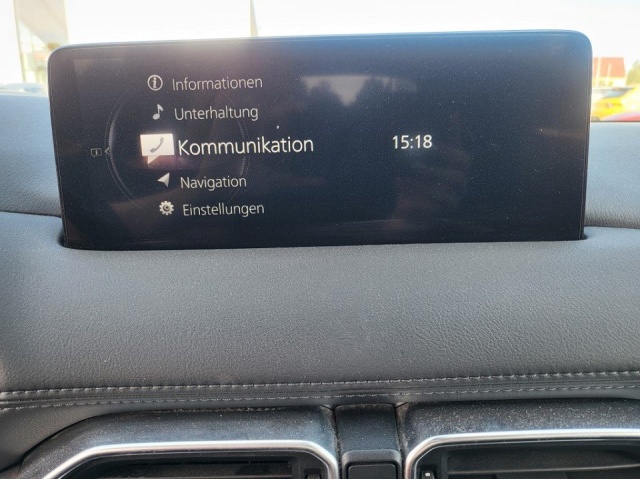 Informationen
Unterhaltung
Kommunikation 15:18
Navigation
Einstellungen